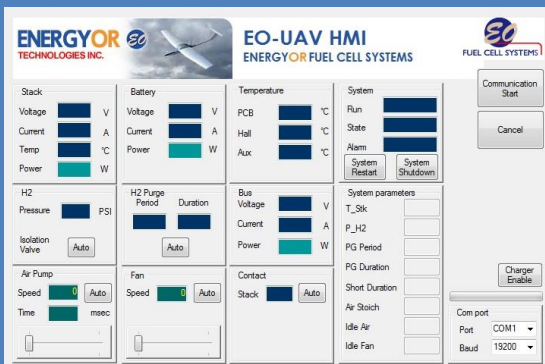 ENERGYOR
TECHNOLOGIES INC.
EO
EO-UAV HMI
ENERGYOR FUEL CELL SYSTEMS
EO
FUEL CELL SYSTEMS
Communication
Start
Cancel
Stack
Voltage V
Current A
Temp °C
Power W
Battery
Voltage V
Current A
Power W
Temperature
PCB °C
Hall °C
Aux °C
System
Run
State
Alarm
System
Restart
System
Shutdown
H2
Pressure PSI
Isolation
Valve Auto
H2 Purge
Period Duration
Auto
Bus
Voltage V
Current A
Power W
System parameters
T_Stk
P_H2
PG Period
PG Duration
Short Duration
Air Stoich
Idle Air
Idle Fan
Air Pump
Speed 0 Auto
Time msec
Fan
Speed 0 Auto
Contact
Stack Auto
Charger
Enable
Com port
Port COM1
Baud 19200